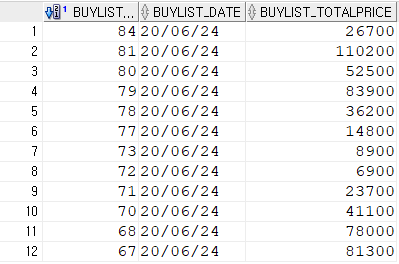 1 BUYLIST_... BUYLIST_DATE BUYLIST_TOTALPRICE
1 84 20/06/24 26700
2 81 20/06/24 110200
3 80 20/06/24 52500
4 79 20/06/24 83900
5 78 20/06/24 36200
6 77 20/06/24 14800
7 73 20/06/24 8900
8 72 20/06/24 6900
9 71 20/06/24 23700
10 70 20/06/24 41100
11 68 20/06/24 78000
12 67 20/06/24 81300